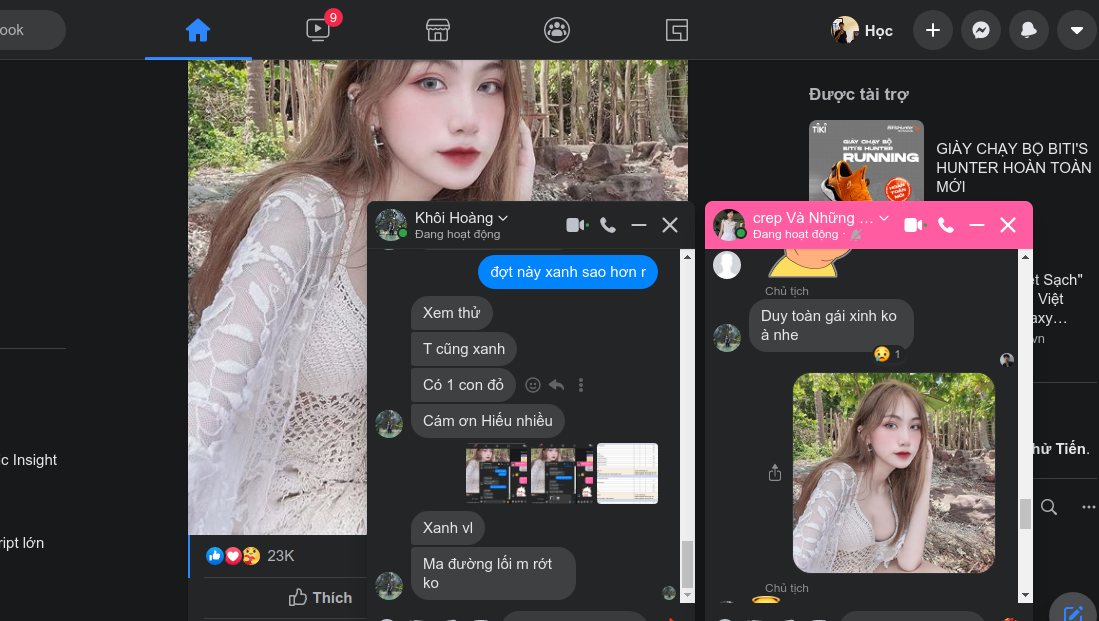 ook
9
Học
Được tài trợ
TIKI
GIÀY CHẠY BỘ
BITI'S HUNTER
RUNNING
GIÀY CHẠY BỘ BITI'S
HUNTER HOÀN TOÀN
MỚI
Khôi Hoàng
Đang hoạt động
đợt này xanh sao hơn r
Xem thử
T cũng xanh
Có 1 con đỏ
Cám ơn Hiếu nhiều
Xanh vl
Ma đường lối m rớt
ko
crep Và Những ...
Đang hoạt động ·
Chủ tịch
Duy toàn gái xinh ko
à nhe
1
Chủ tịch
et Sạch"
Việt
axy…
vn
hử Tiến.
c Insight
ript lớn
23K
Thích